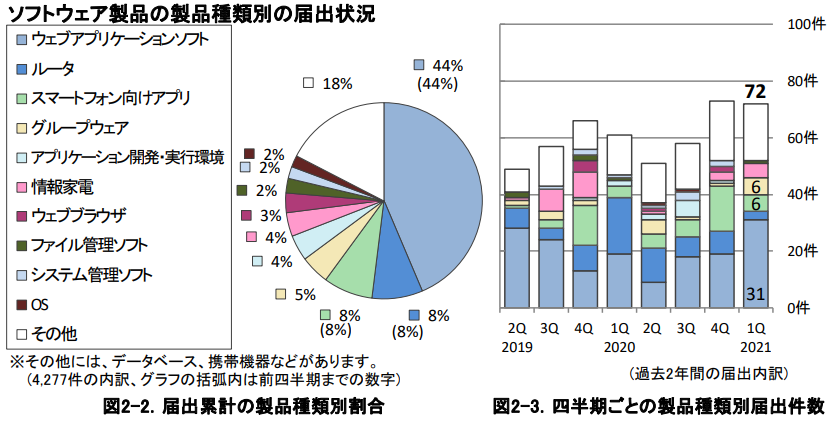 ソフトウェア製品の製品種類別の届出状況
ウェブアプリケーションソフト
ルータ
スマートフォン向けアプリ
グループウェア
アプリケーション開発・実行環境
情報家電
ウェブブラウザ
ファイル管理ソフト
システム管理ソフト
OS
その他
44%
(44%)
8%
(8%)
8%
(8%)
5%
4%
4%
3%
2%
2%
2%
18%
※その他には、データベース、携帯機器などがあります。
(4,277件の内訳、グラフの括弧内は前四半期までの数字)
図2-2. 届出累計の製品種類別割合
100件
80件
60件
40件
20件
0件
72
6
6
31
2Q 3Q 4Q 1Q 2Q 3Q 4Q 1Q
2019 2020 2021
(過去2年間の届出内訳)
図2-3. 四半期ごとの製品種類別届出件数